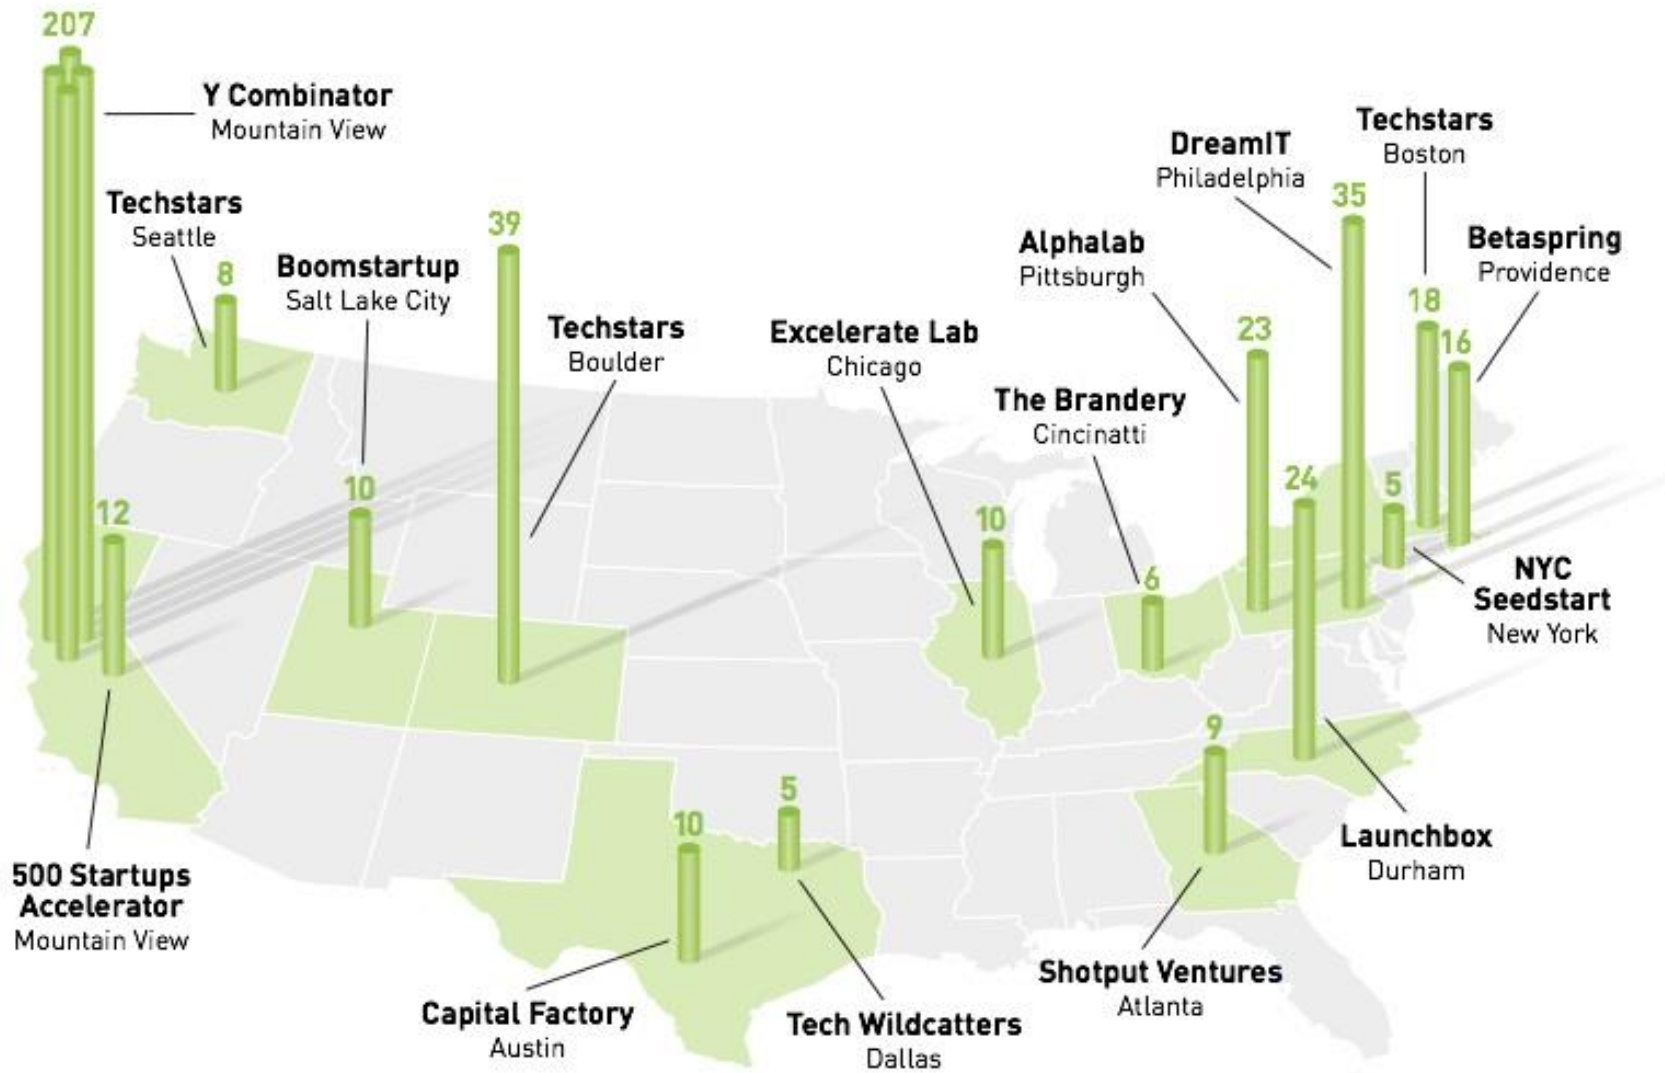 207
Y Combinator
Mountain View
Techstars
Seattle
8
Boomstartup
Salt Lake City
10
39
Techstars
Boulder
12
500 Startups
Accelerator
Mountain View
Excelerate Lab
Chicago
10
The Brandery
Cincinatti
6
Alphalab
Pittsburgh
23
DreamIT
Philadelphia
35
Techstars
Boston
18
Betaspring
Providence
16
24
5
NYC
Seedstart
New York
Launchbox
Durham
9
Shotput Ventures
Atlanta
5
Tech Wildcatters
Dallas
10
Capital Factory
Austin